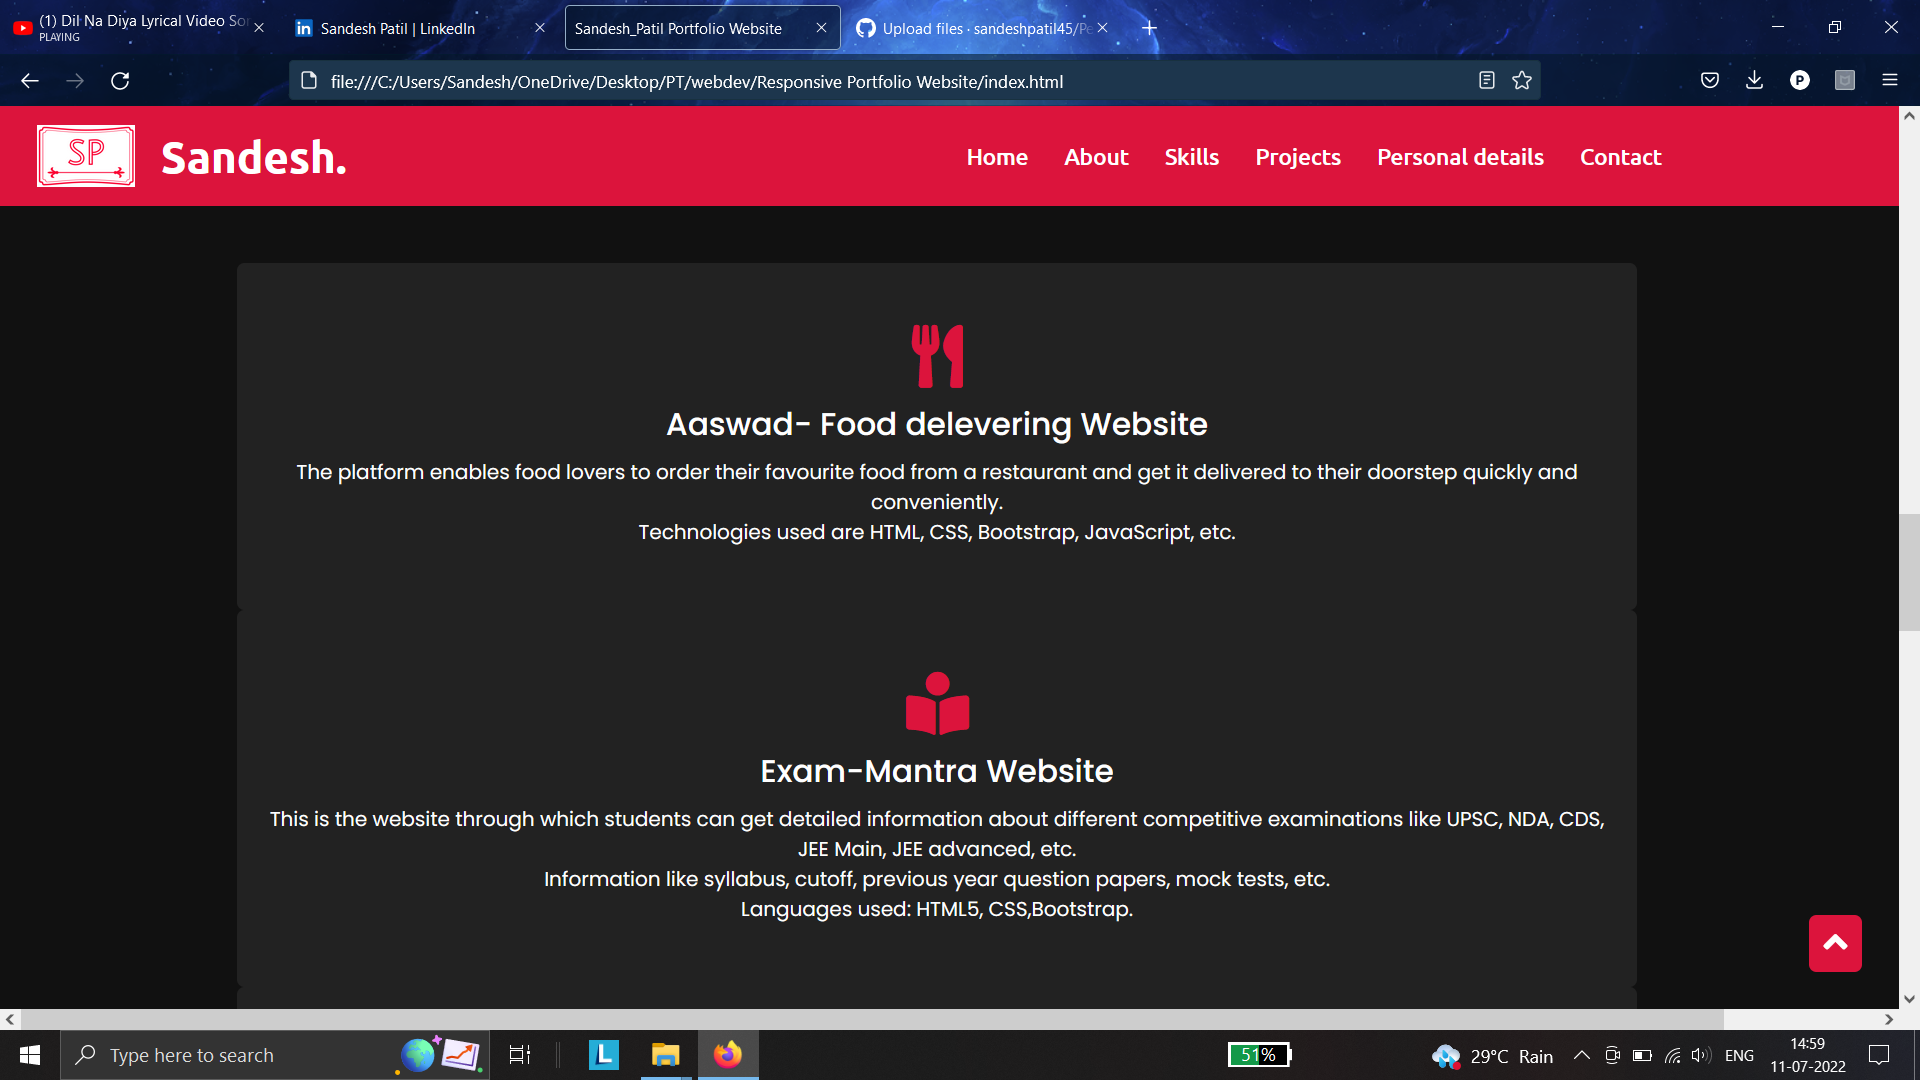 (1) Dil Na Diya Lyrical Video So
PLAYING
Sandesh Patil | LinkedIn
Sandesh_Patil Portfolio Website
Upload files · sandeshpatil45/Pe
file:///C:/Users/Sandesh/OneDrive/Desktop/PT/webdev/Responsive Portfolio Website/index.html
P
SP
Sandesh.
Home
About
Skills
Projects
Personal details
Contact
Aaswad- Food delevering Website
The platform enables food lovers to order their favourite food from a restaurant and get it delivered to their doorstep quickly and
conveniently.
Technologies used are HTML, CSS, Bootstrap, JavaScript, etc.
Exam-Mantra Website
This is the website through which students can get detailed information about different competitive examinations like UPSC, NDA, CDS,
JEE Main, JEE advanced, etc.
Information like syllabus, cutoff, previous year question papers, mock tests, etc.
Languages used: HTML5, CSS,Bootstrap.
Type here to search
L
51%
29°C Rain
ENG
14:59
11-07-2022